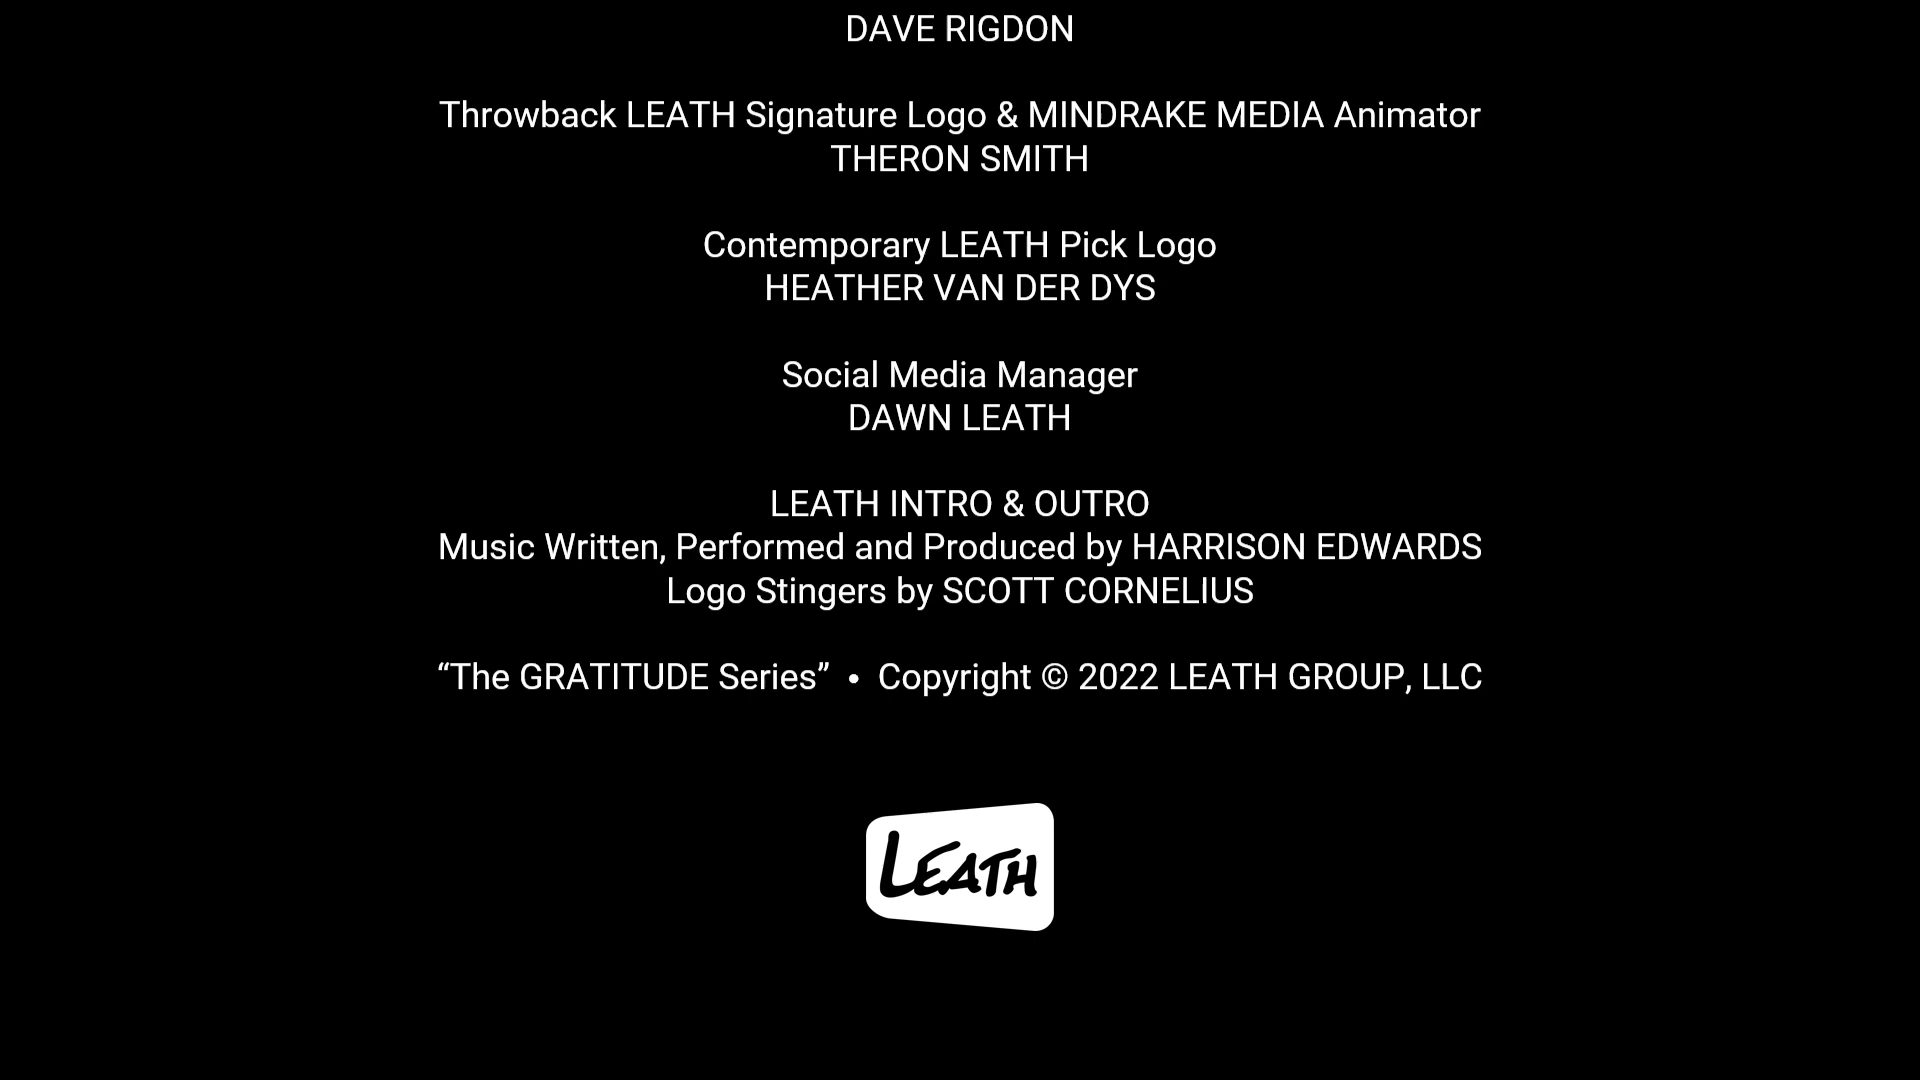 DAVE RIGDON
Throwback LEATH Signature Logo & MINDRAKE MEDIA Animator
THERON SMITH
Contemporary LEATH Pick Logo
HEATHER VAN DER DYS
Social Media Manager
DAWN LEATH
LEATH INTRO & OUTRO
Music Written, Performed and Produced by HARRISON EDWARDS
Logo Stingers by SCOTT CORNELIUS
“The GRATITUDE Series” • Copyright © 2022 LEATH GROUP, LLC
LEATH